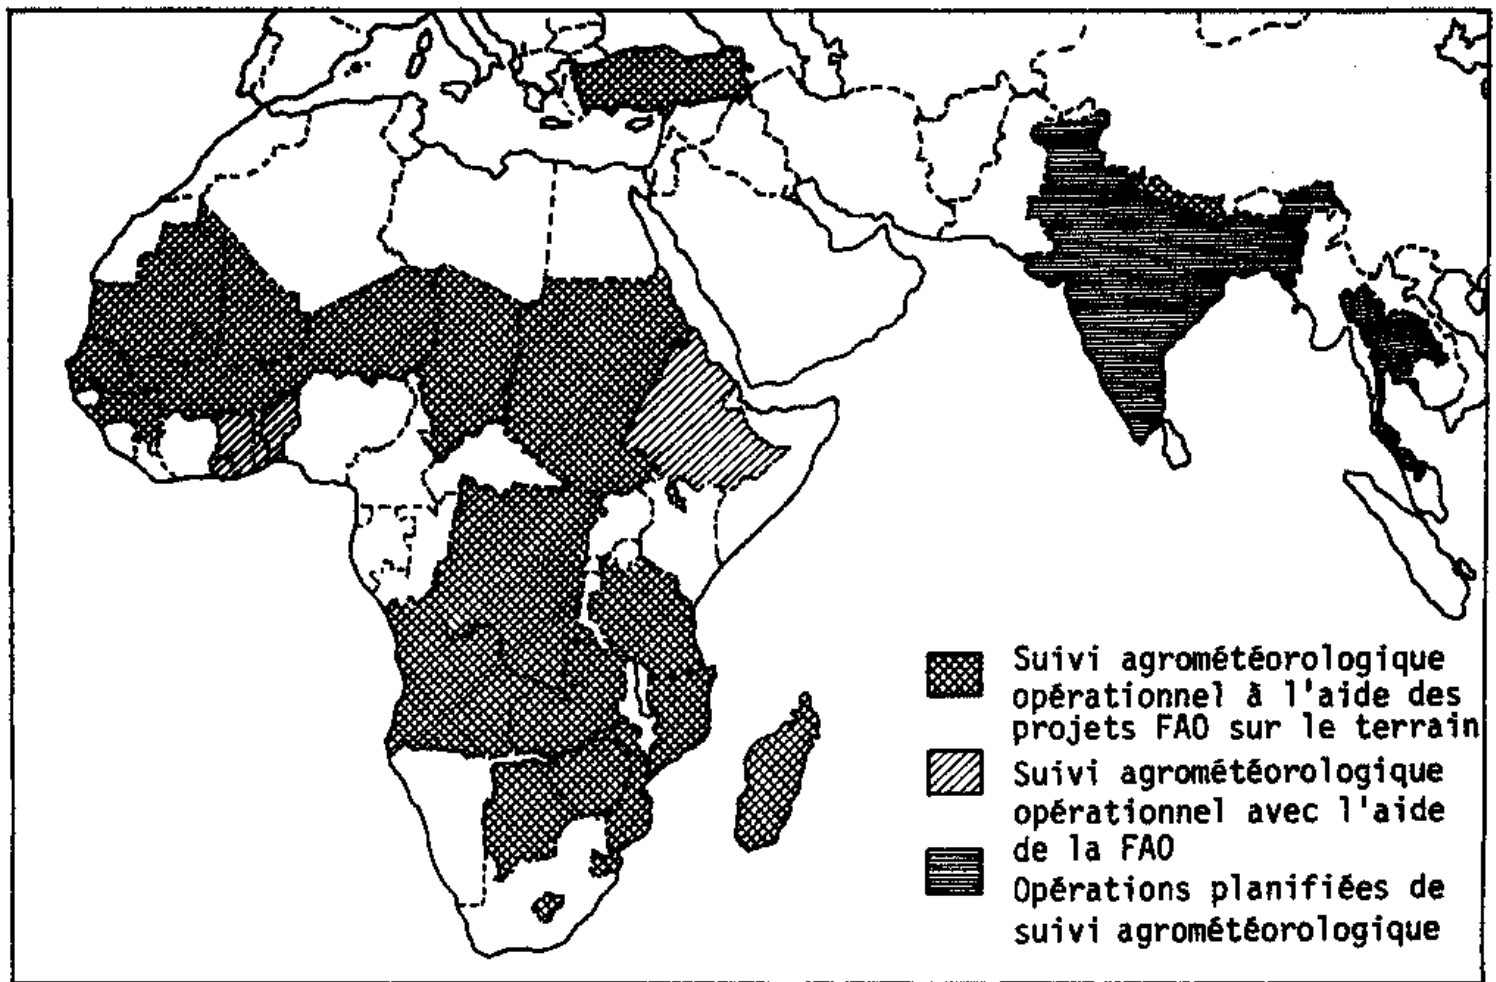 Suivi agrométéorologique
opérationnel à l'aide des
projets FAO sur le terrain
Suivi agrométéorologique
opérationnel avec l'aide
de la FAO
Opérations planifiées de
suivi agrométéorologique